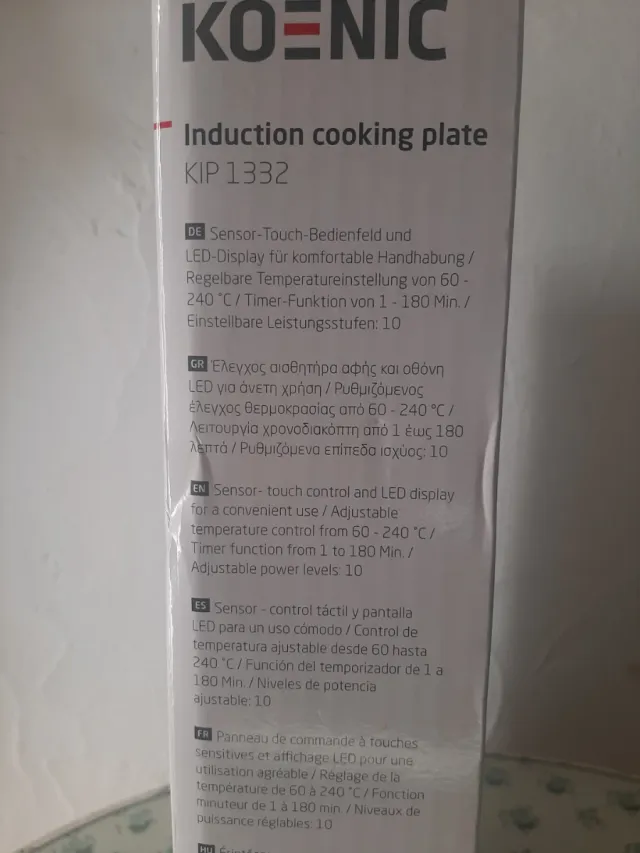 KOENIC
Induction cooking plate
KIP 1332
DE Sensor-Touch-Bedienfeld und
LED-Display für komfortable Handhabung /
Regelbare Temperatureinstellung von 60 -
240 °C / Timer-Funktion von 1 - 180 Min. /
Einstellbare Leistungsstufen: 10
GR Έλεγχος αισθητήρα αφής και οθόνη
LED για άνετη χρήση / Ρυθμιζόμενος
έλεγχος θερμοκρασίας από 60 - 240 °C /
Λειτουργία χρονοδιακόπτη από 1 έως 180
λεπτά / Ρυθμιζόμενα επίπεδα ισχύος: 10
EN Sensor- touch control and LED display
for a convenient use / Adjustable
temperature control from 60 - 240 °C /
Timer function from 1 to 180 Min. /
Adjustable power levels: 10
ES Sensor - control táctil y pantalla
LED para un uso cómodo / Control de
temperatura ajustable desde 60 hasta
240 °C / Función del temporizador de 1 a
180 Min. / Niveles de potencia
ajustable: 10
FR Panneau de commande à touches
sensitives et affichage LED pour une
utilisation agréable / Réglage de la
température de 60 à 240 °C / Fonction
minuteur de 1 à 180 min / Niveaux de
puissance réglables: 10
HU